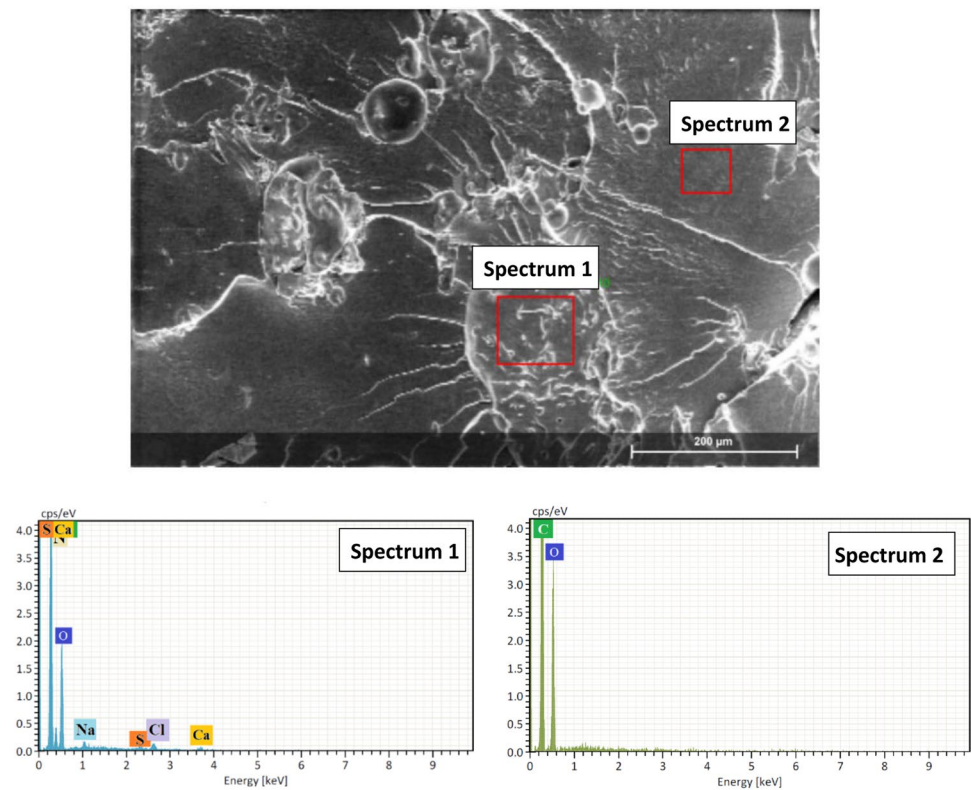 Spectrum 2
Spectrum 1
200 µm
cps/eV
S Ca
N
4.0
3.5
3.0
2.5
2.0
1.5
1.0
0.5
0.0
O
Na
S
Cl
Ca
Spectrum 1
0 1 2 3 4 5 6 7 8 9
Energy [keV]
cps/eV
C
O
4.0
3.5
3.0
2.5
2.0
1.5
1.0
0.5
0.0
Spectrum 2
0 1 2 3 4 5 6 7 8 9
Energy [keV]